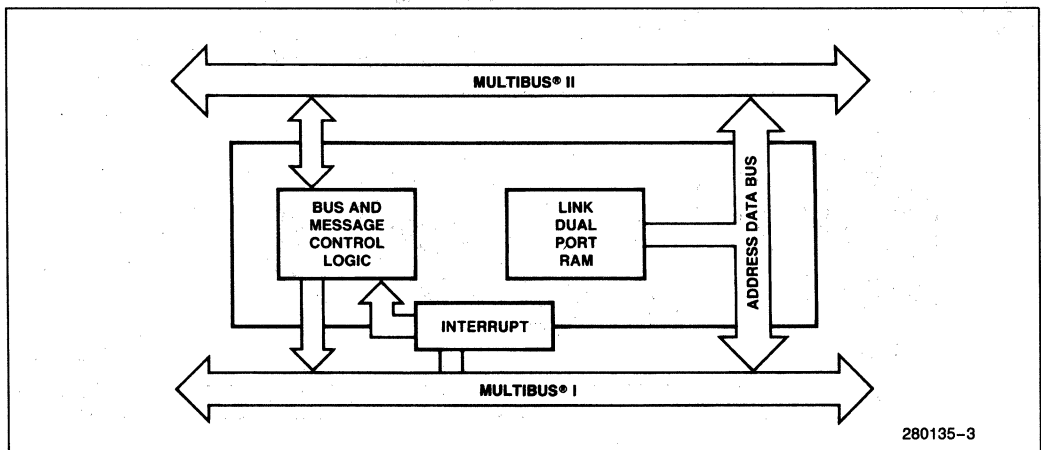 MULTIBUS® II
BUS AND
MESSAGE
CONTROL
LOGIC
LINK
DUAL
PORT
RAM
ADDRESS DATA BUS
INTERRUPT
MULTIBUS® I
280135–3